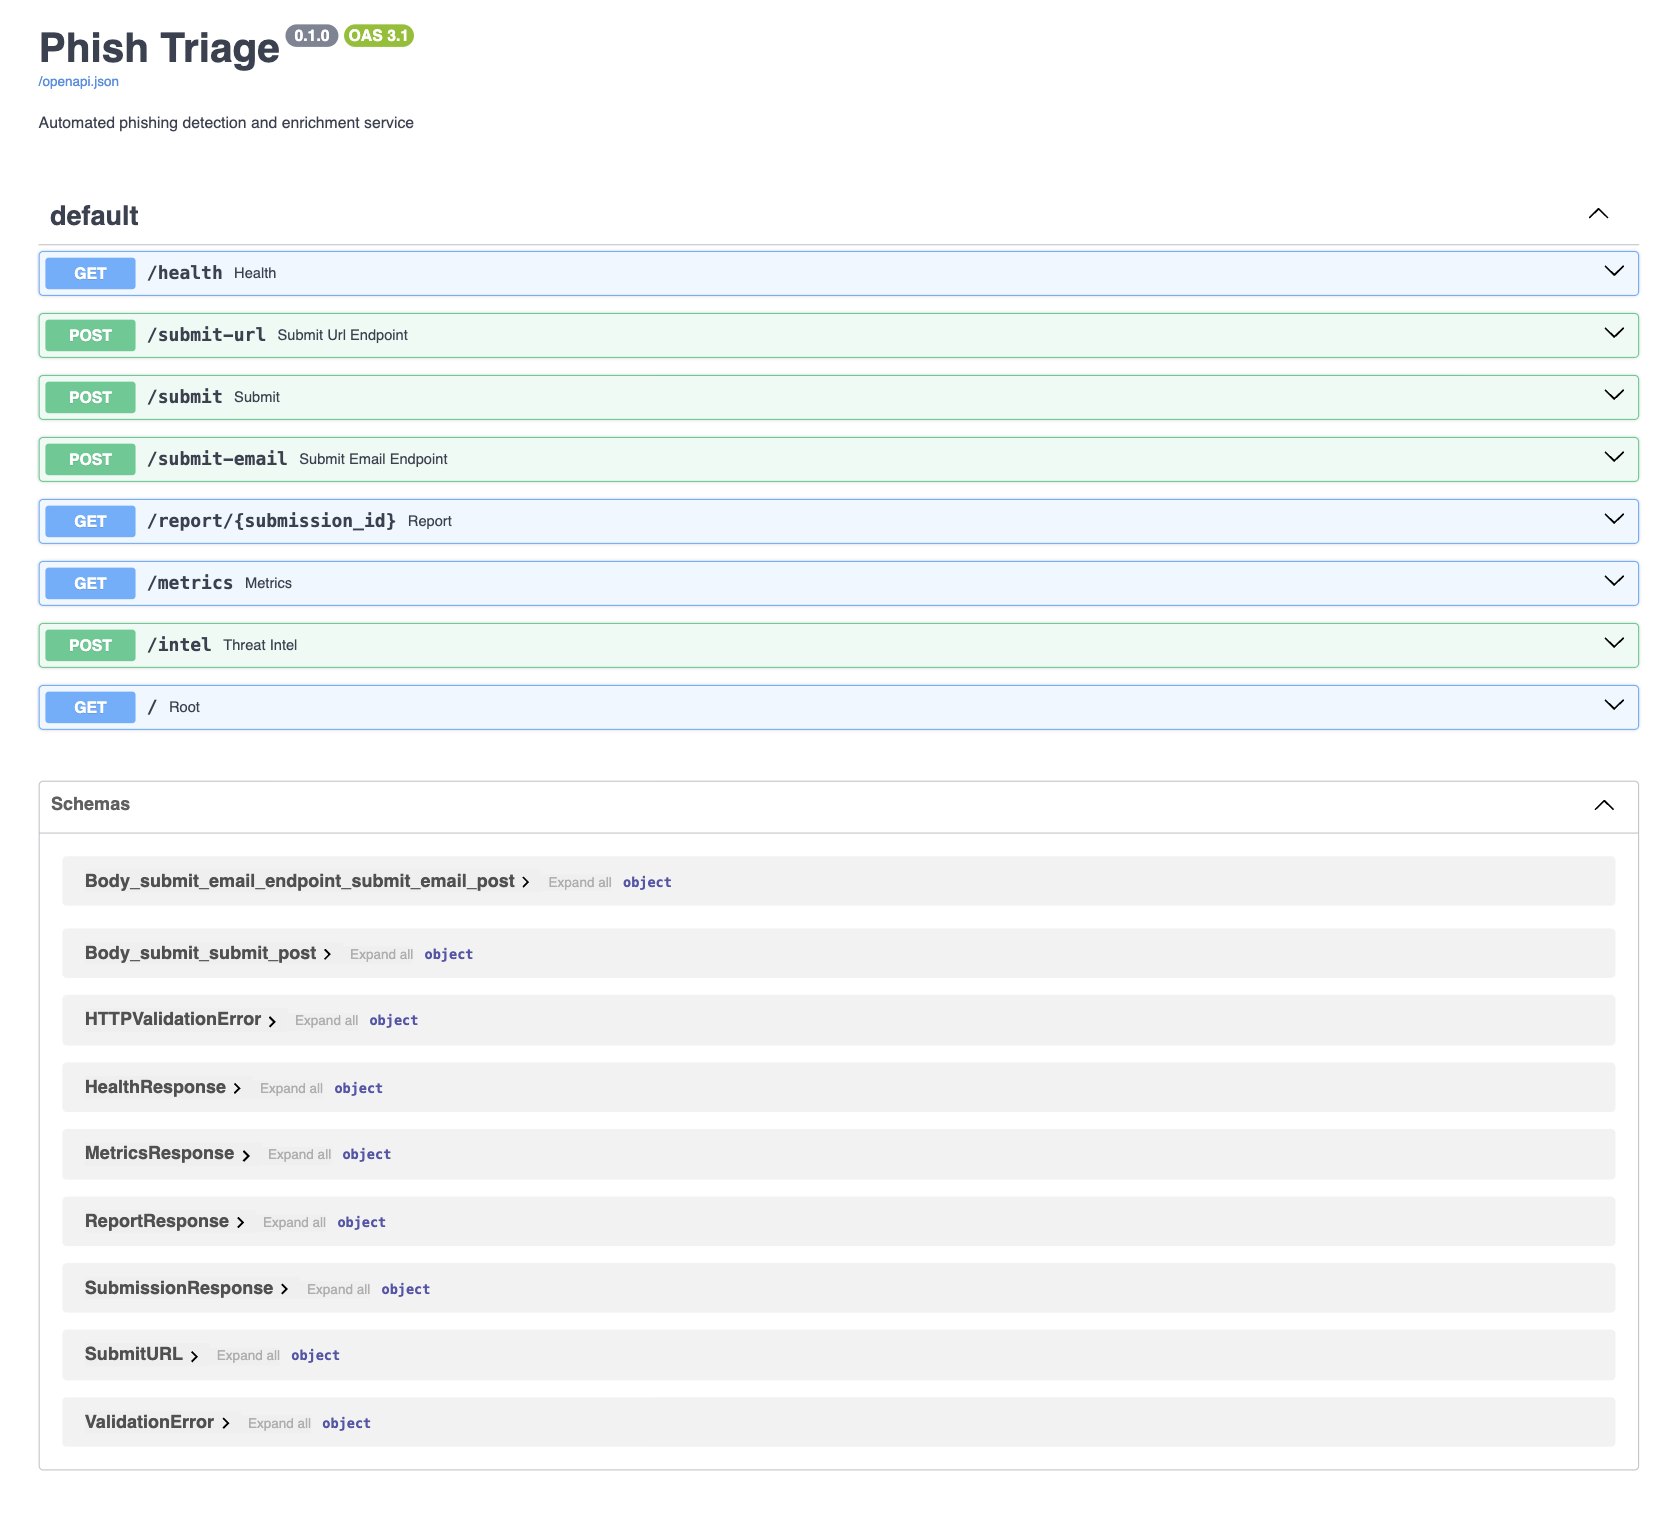 Phish Triage 0.1.0 OAS 3.1
/openapi.json
Automated phishing detection and enrichment service
default
GET /health Health
POST /submit-url Submit Url Endpoint
POST /submit Submit
POST /submit-email Submit Email Endpoint
GET /report/{submission_id} Report
GET /metrics Metrics
POST /intel Threat Intel
GET / Root
Schemas
Body_submit_email_endpoint_submit_email_post Expand all object
Body_submit_submit_post Expand all object
HTTPValidationError Expand all object
HealthResponse Expand all object
MetricsResponse Expand all object
ReportResponse Expand all object
SubmissionResponse Expand all object
SubmitURL Expand all object
ValidationError Expand all object